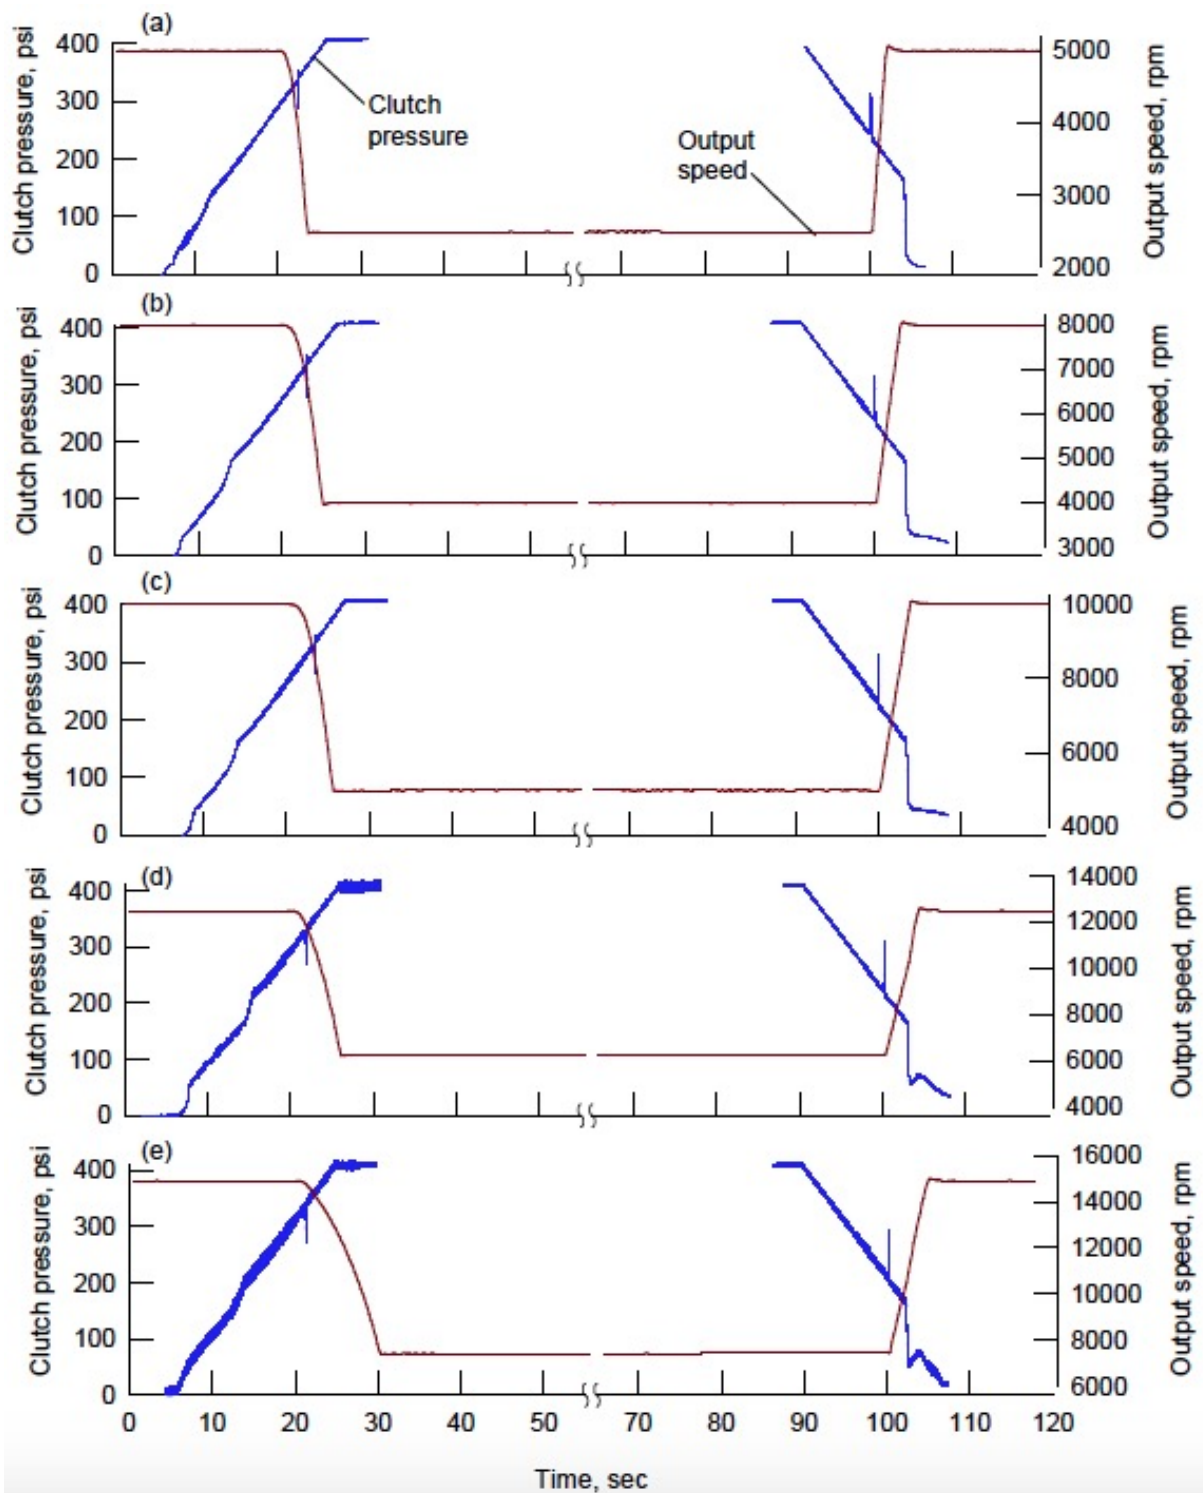 (a)
400
300
200
100
0
Clutch pressure, psi
Clutch
pressure
Output
speed
5000
4000
3000
2000
Output speed, rpm
(b)
400
300
200
100
0
Clutch pressure, psi
8000
7000
6000
5000
4000
3000
Output speed, rpm
(c)
400
300
200
100
0
Clutch pressure, psi
10000
8000
6000
4000
Output speed, rpm
(d)
400
300
200
100
0
Clutch pressure, psi
14000
12000
10000
8000
6000
4000
Output speed, rpm
(e)
400
300
200
100
0
Clutch pressure, psi
16000
14000
12000
10000
8000
6000
Output speed, rpm
0 10 20 30 40 50 70 80 90 100 110 120
Time, sec